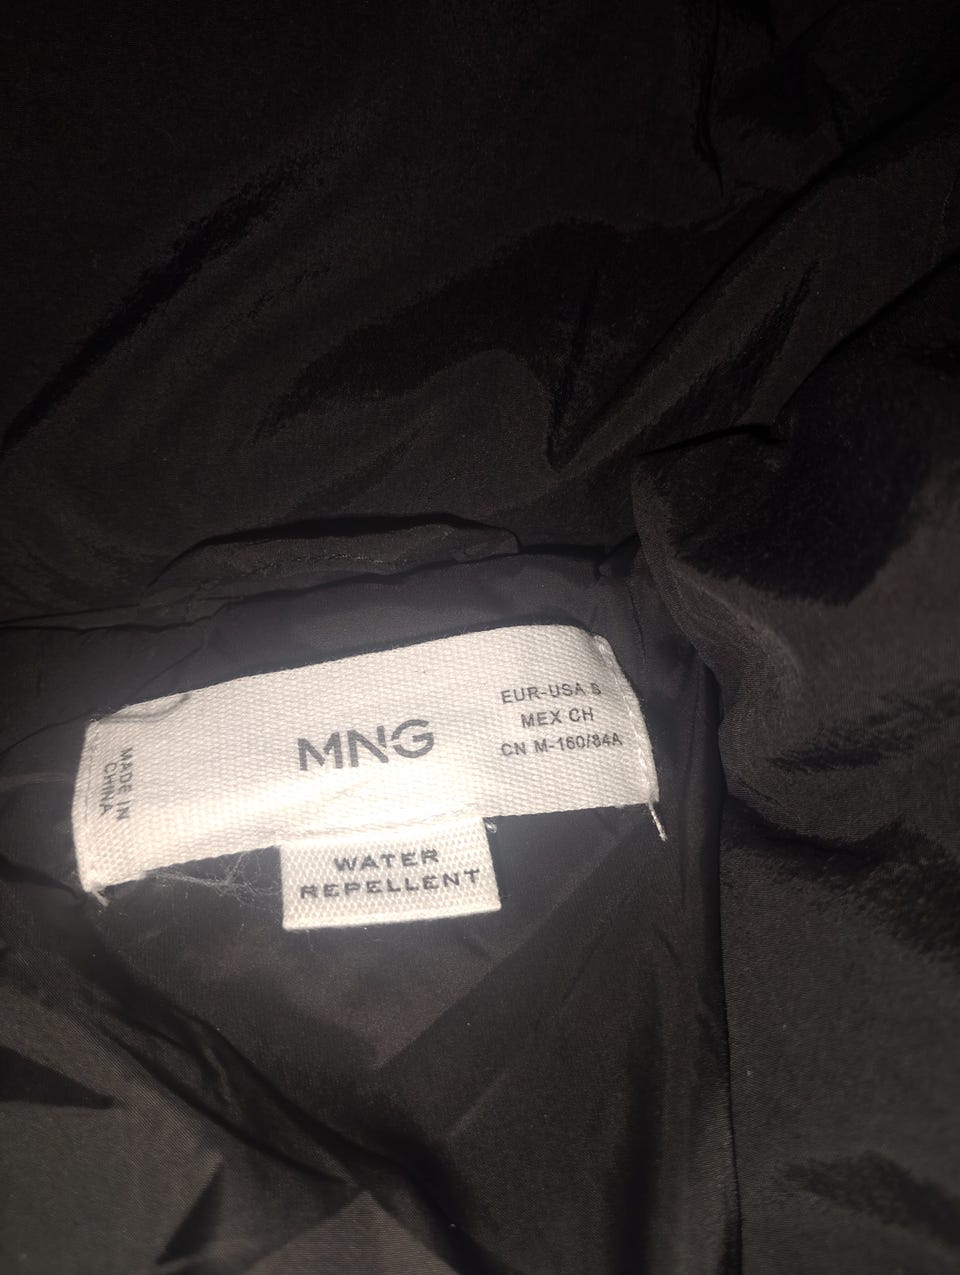 MNG
EUR-USA S
MEX CH
CN M-160/84A
MADE IN
CHINA
WATER
REPELLENT